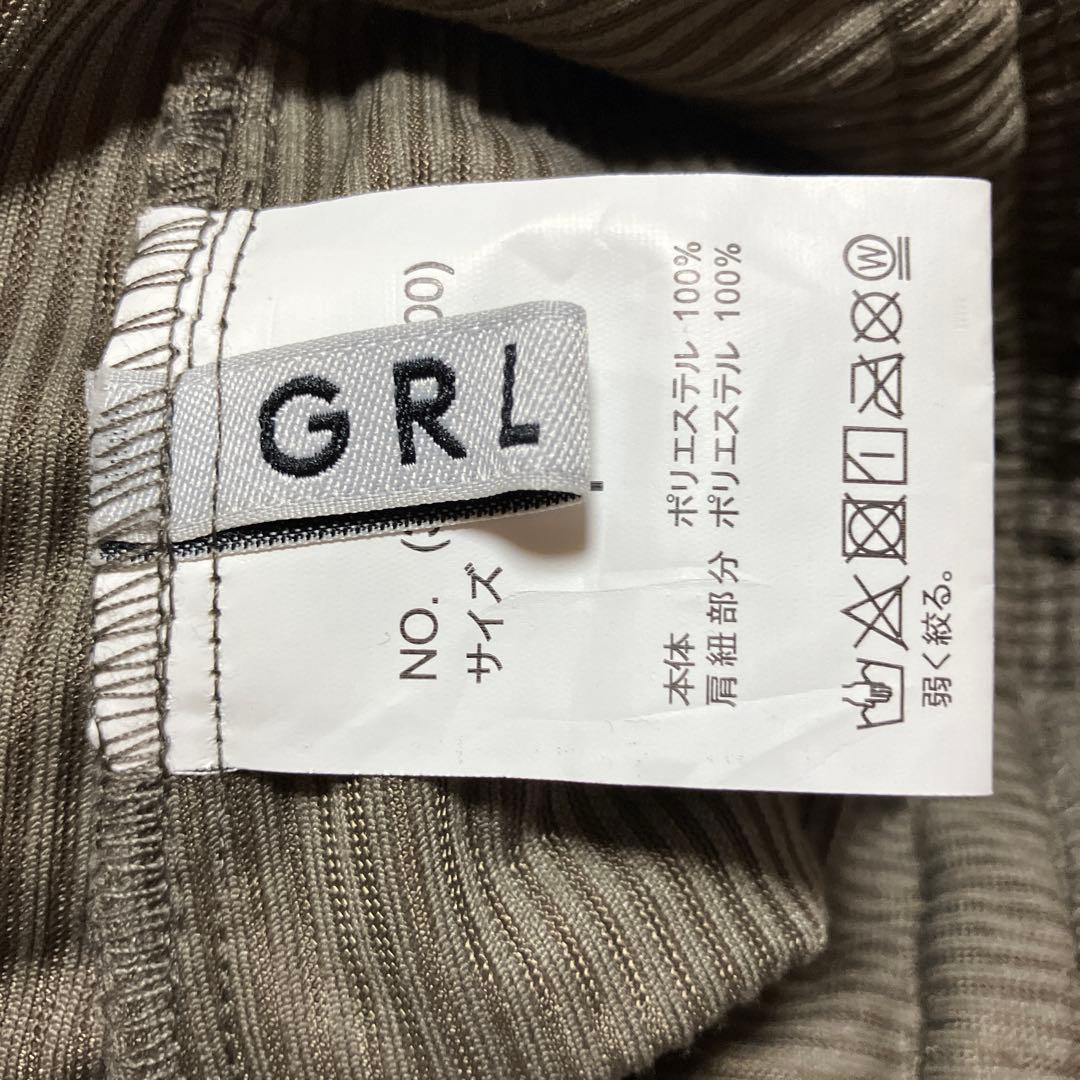 GRL
NO. (
00)
サイズ
本体 ポリエステル 100%
肩紐部分 ポリエステル 100%
W
弱く絞る。